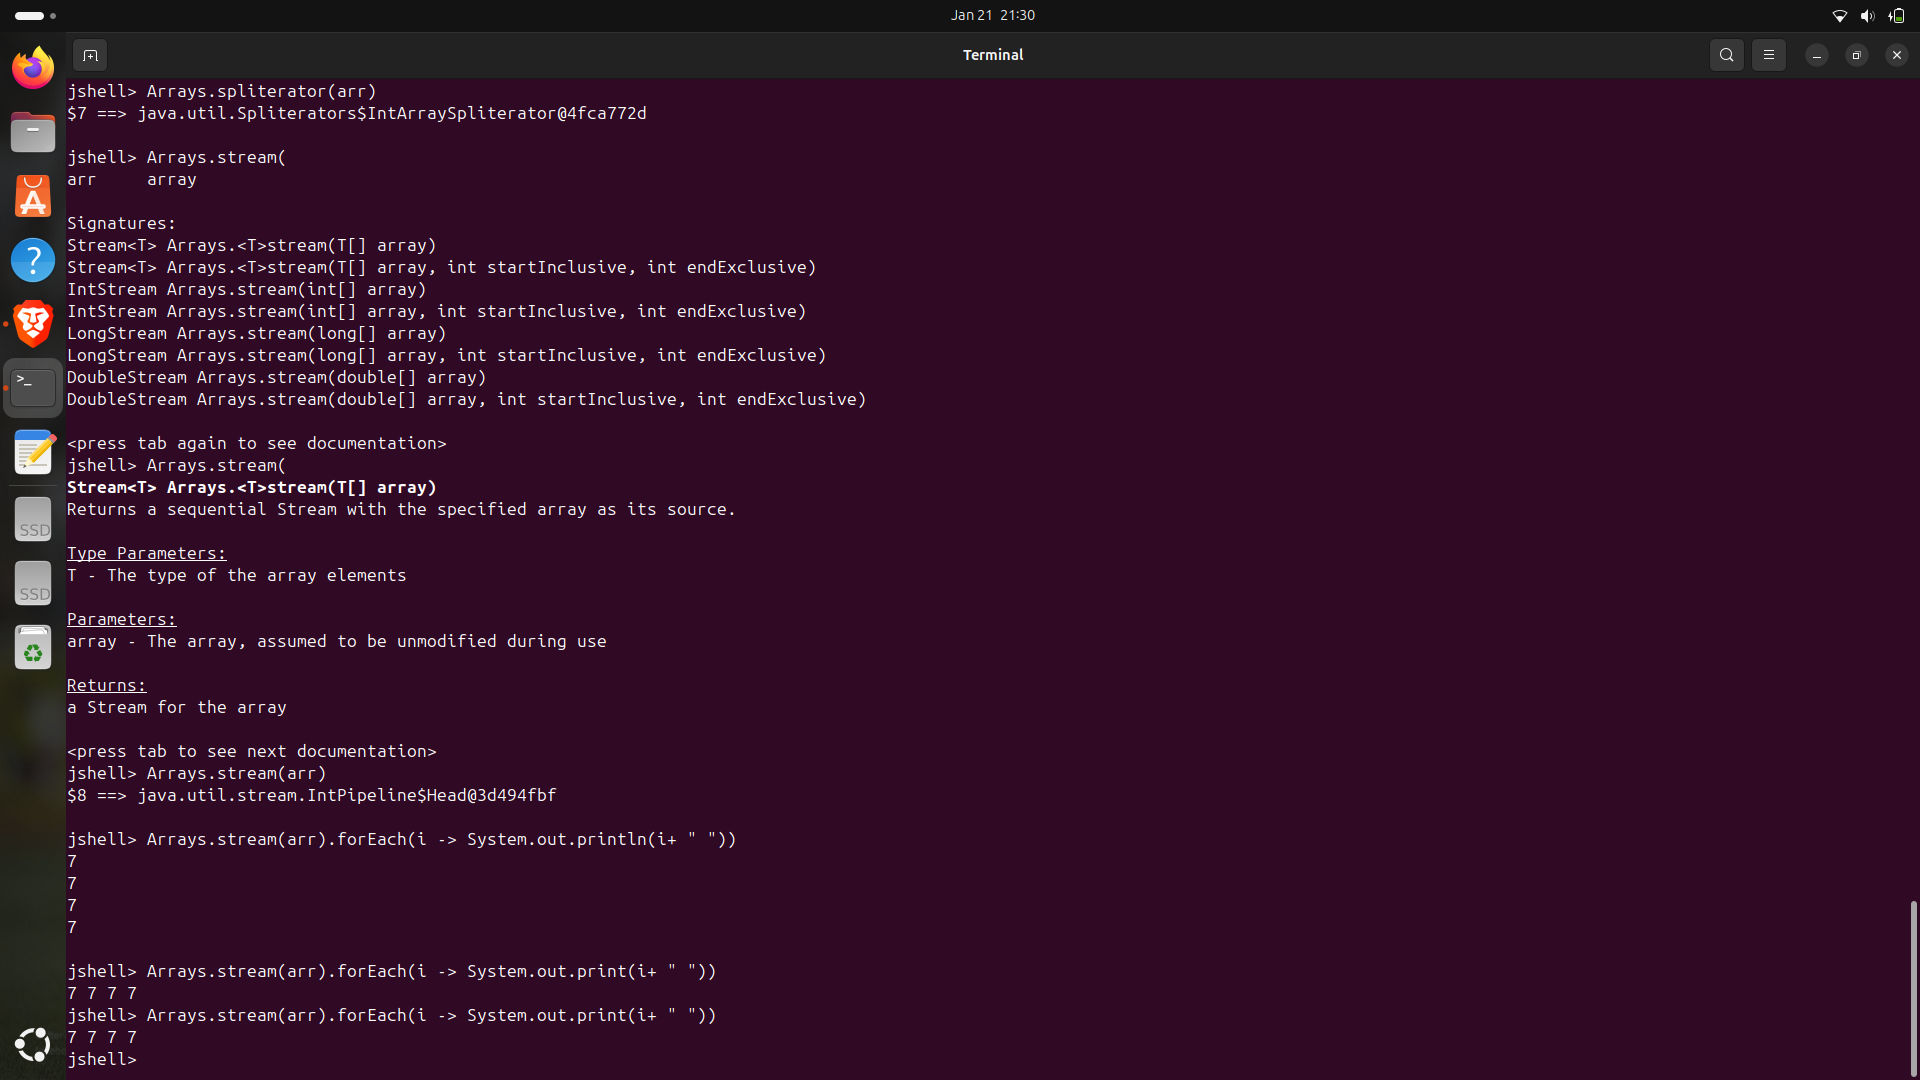 Jan 21 21:30
Terminal
jshell> Arrays.spliterator(arr)
$7 ==> java.util.Spliterators$IntArraySpliterator@4fca772d
jshell> Arrays.stream(
arr     array
Signatures:
Stream<T> Arrays.<T>stream(T[] array)
Stream<T> Arrays.<T>stream(T[] array, int startInclusive, int endExclusive)
IntStream Arrays.stream(int[] array)
IntStream Arrays.stream(int[] array, int startInclusive, int endExclusive)
LongStream Arrays.stream(long[] array)
LongStream Arrays.stream(long[] array, int startInclusive, int endExclusive)
DoubleStream Arrays.stream(double[] array)
DoubleStream Arrays.stream(double[] array, int startInclusive, int endExclusive)
<press tab again to see documentation>
jshell> Arrays.stream(
Stream<T> Arrays.<T>stream(T[] array)
Returns a sequential Stream with the specified array as its source.
Type Parameters:
T - The type of the array elements
Parameters:
array - The array, assumed to be unmodified during use
Returns:
a Stream for the array
<press tab to see next documentation>
jshell> Arrays.stream(arr)
$8 ==> java.util.stream.IntPipeline$Head@3d494fbf
jshell> Arrays.stream(arr).forEach(i -> System.out.println(i+ " "))
7
7
7
7
jshell> Arrays.stream(arr).forEach(i -> System.out.print(i+ " "))
7 7 7 7
jshell> Arrays.stream(arr).forEach(i -> System.out.print(i+ " "))
7 7 7 7
jshell>
SSD
SSD